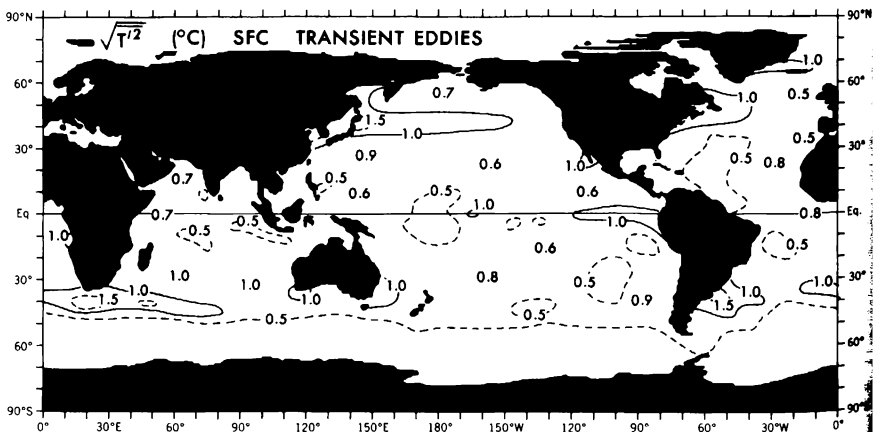 90°N 90°N
√T'² (°C) SFC TRANSIENT EDDIES
1.0
60° 60°
0.7 1.0 0.5
1.5
1.0 0.5
30° 0.9 0.6 1.0 0.5 0.8 30°
0.7 0.5 0.6 0.5 0.6
1.0
Eq 0.7 0.8 Eq.
1.0 0.5 0.5 1.0
0.6 0.5
1.0 1.0 0.8 0.5 1.0
30° 1.0 1.0 1.0 0.9 1.0 30°
1.5 0.5 0.5
0.5
60° 60°
90°S 90°S
0° 30°E 60° 90° 120° 150°E 180° 150°W 120° 90° 60° 30°W 0°